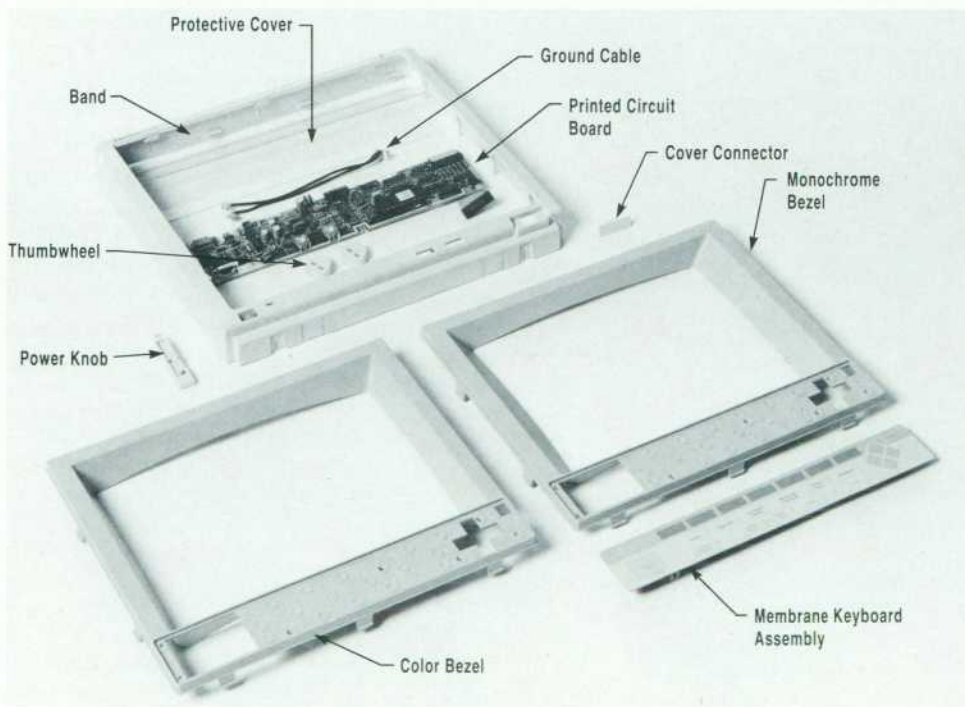 Protective Cover
Ground Cable
Band
Printed Circuit
Board
Cover Connector
Monochrome
Bezel
Thumbwheel
Power Knob
Membrane Keyboard
Assembly
Color Bezel